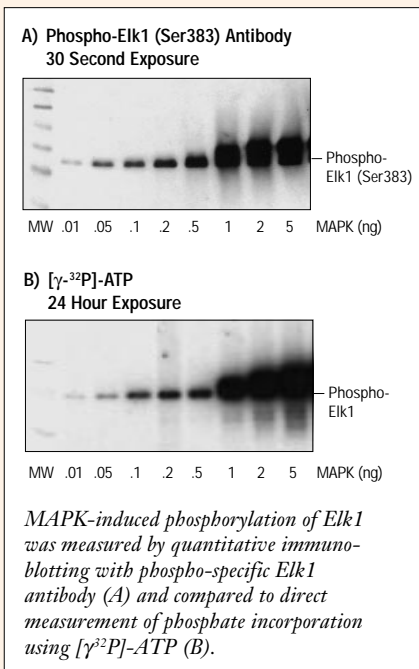 A) Phospho-Elk1 (Ser383) Antibody
30 Second Exposure
Phospho-
Elk1 (Ser383)
MW .01 .05 .1 .2 .5 1 2 5 MAPK (ng)
B) [γ-³²P]-ATP
24 Hour Exposure
Phospho-
Elk1
MW .01 .05 .1 .2 .5 1 2 5 MAPK (ng)
MAPK-induced phosphorylation of Elk1
was measured by quantitative immuno-
blotting with phospho-specific Elk1
antibody (A) and compared to direct
measurement of phosphate incorporation
using [γ³²P]-ATP (B).